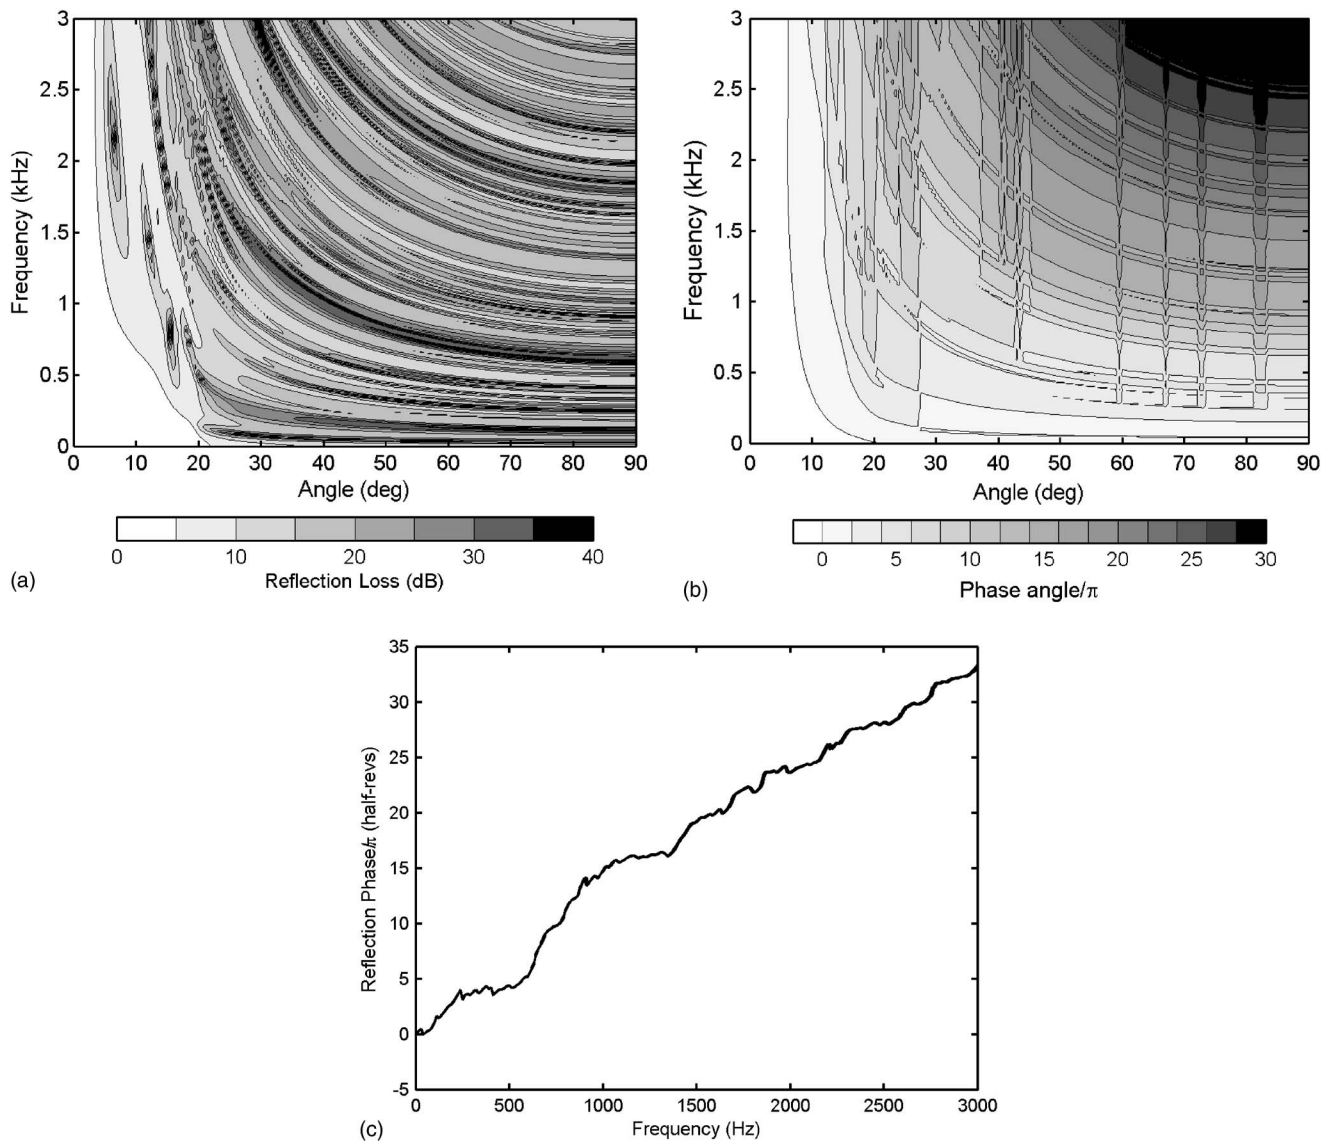 3
2.5
2
1.5
1
0.5
0
Frequency (kHz)
0 10 20 30 40 50 60 70 80 90
Angle (deg)
0 10 20 30 40
Reflection Loss (dB)
(a)
3
2.5
2
1.5
1
0.5
0
Frequency (kHz)
0 10 20 30 40 50 60 70 80 90
Angle (deg)
0 5 10 15 20 25 30
Phase angle/π
(b)
35
30
25
20
15
10
5
0
-5
Reflection Phase/π (half-revs)
0 500 1000 1500 2000 2500 3000
Frequency (Hz)
(c)